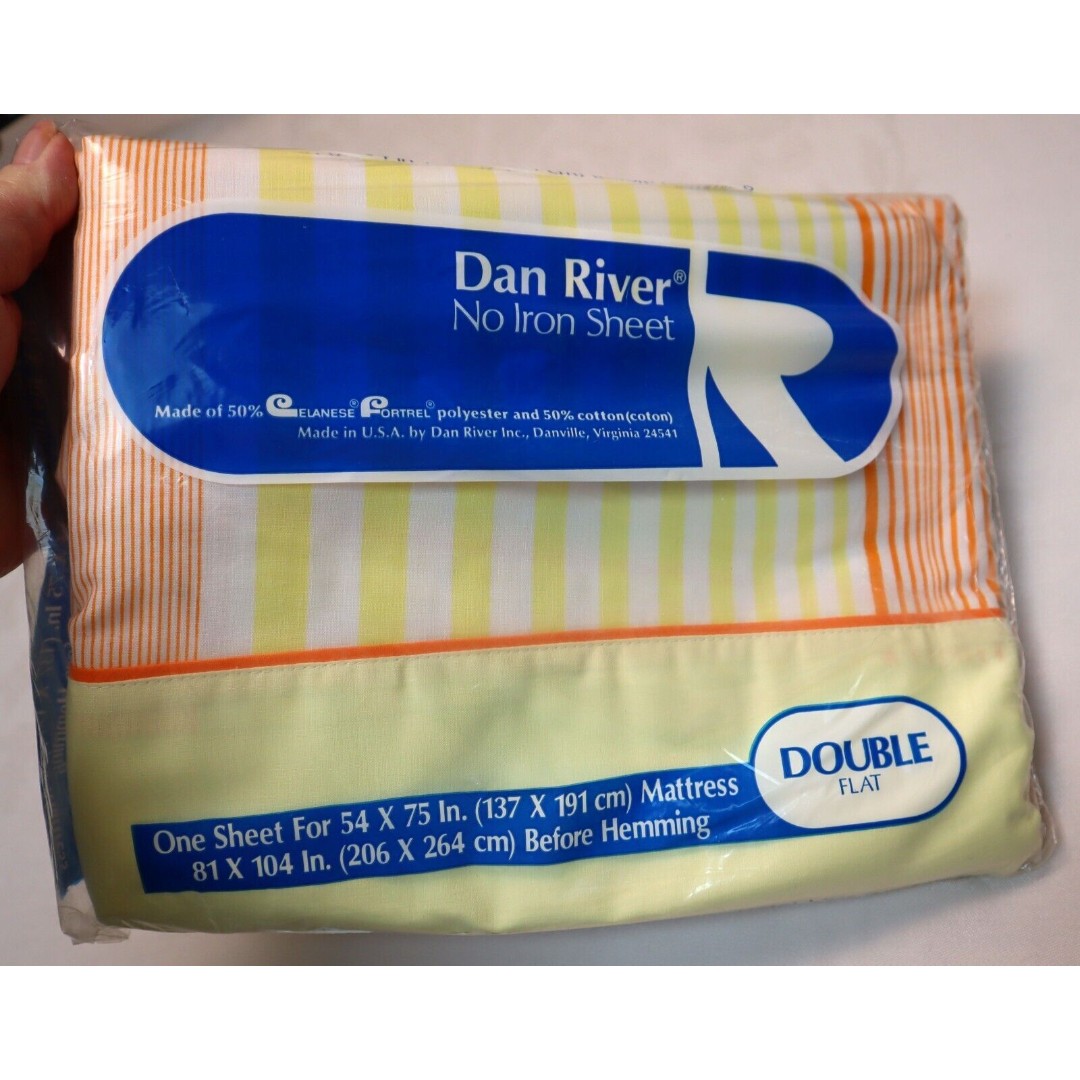 Dan River®
No Iron Sheet
Made of 50% CELANESE® FORTREL® polyester and 50% cotton(coton)
Made in U.S.A. by Dan River Inc., Danville, Virginia 24541
DOUBLE
FLAT
One Sheet For 54 X 75 In. (137 X 191 cm) Mattress
81 X 104 In. (206 X 264 cm) Before Hemming